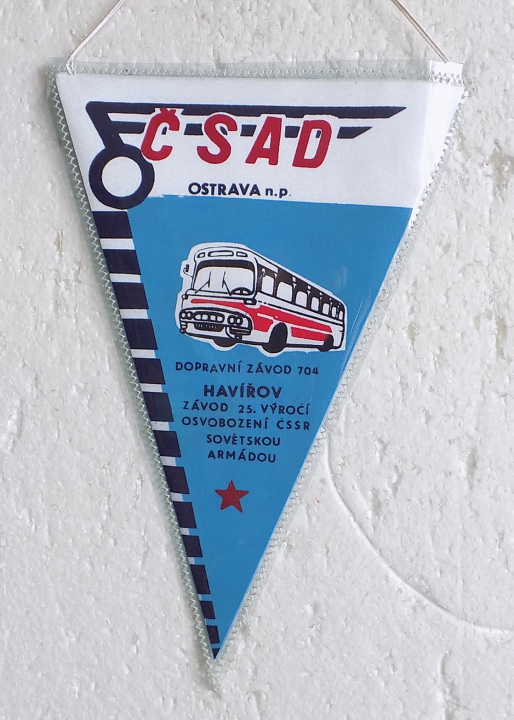 ČSAD
OSTRAVA n.p.
DOPRAVNÍ ZÁVOD 704
HAVÍŘOV
ZÁVOD 25. VÝROČÍ
OSVOBOZENÍ ČSSR
SOVĚTSKOU
ARMÁDOU